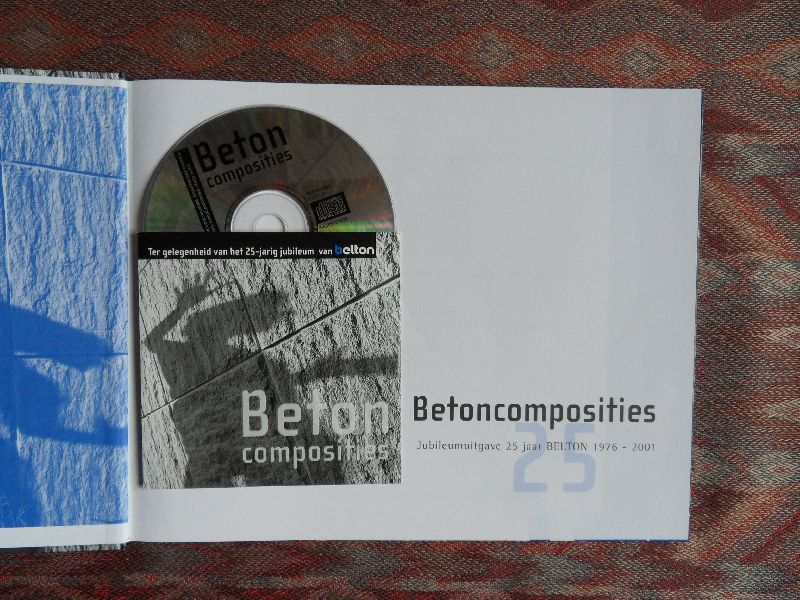 Beton
composities
Ter gelegenheid van het 25-jarig jubileum van belton
Beton
composities
Betoncomposities
Jubileumuitgave 25 jaar BELTON 1976 - 2001
25